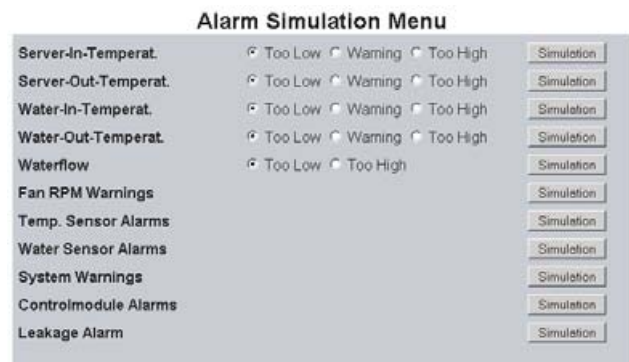 Alarm Simulation Menu
Server-In-Temperat. Too Low Warning Too High Simulation
Server-Out-Temperat. Too Low Warning Too High Simulation
Water-In-Temperat. Too Low Warning Too High Simulation
Water-Out-Temperat. Too Low Warning Too High Simulation
Waterflow Too Low Too High Simulation
Fan RPM Warnings Simulation
Temp. Sensor Alarms Simulation
Water Sensor Alarms Simulation
System Warnings Simulation
Controlmodule Alarms Simulation
Leakage Alarm Simulation